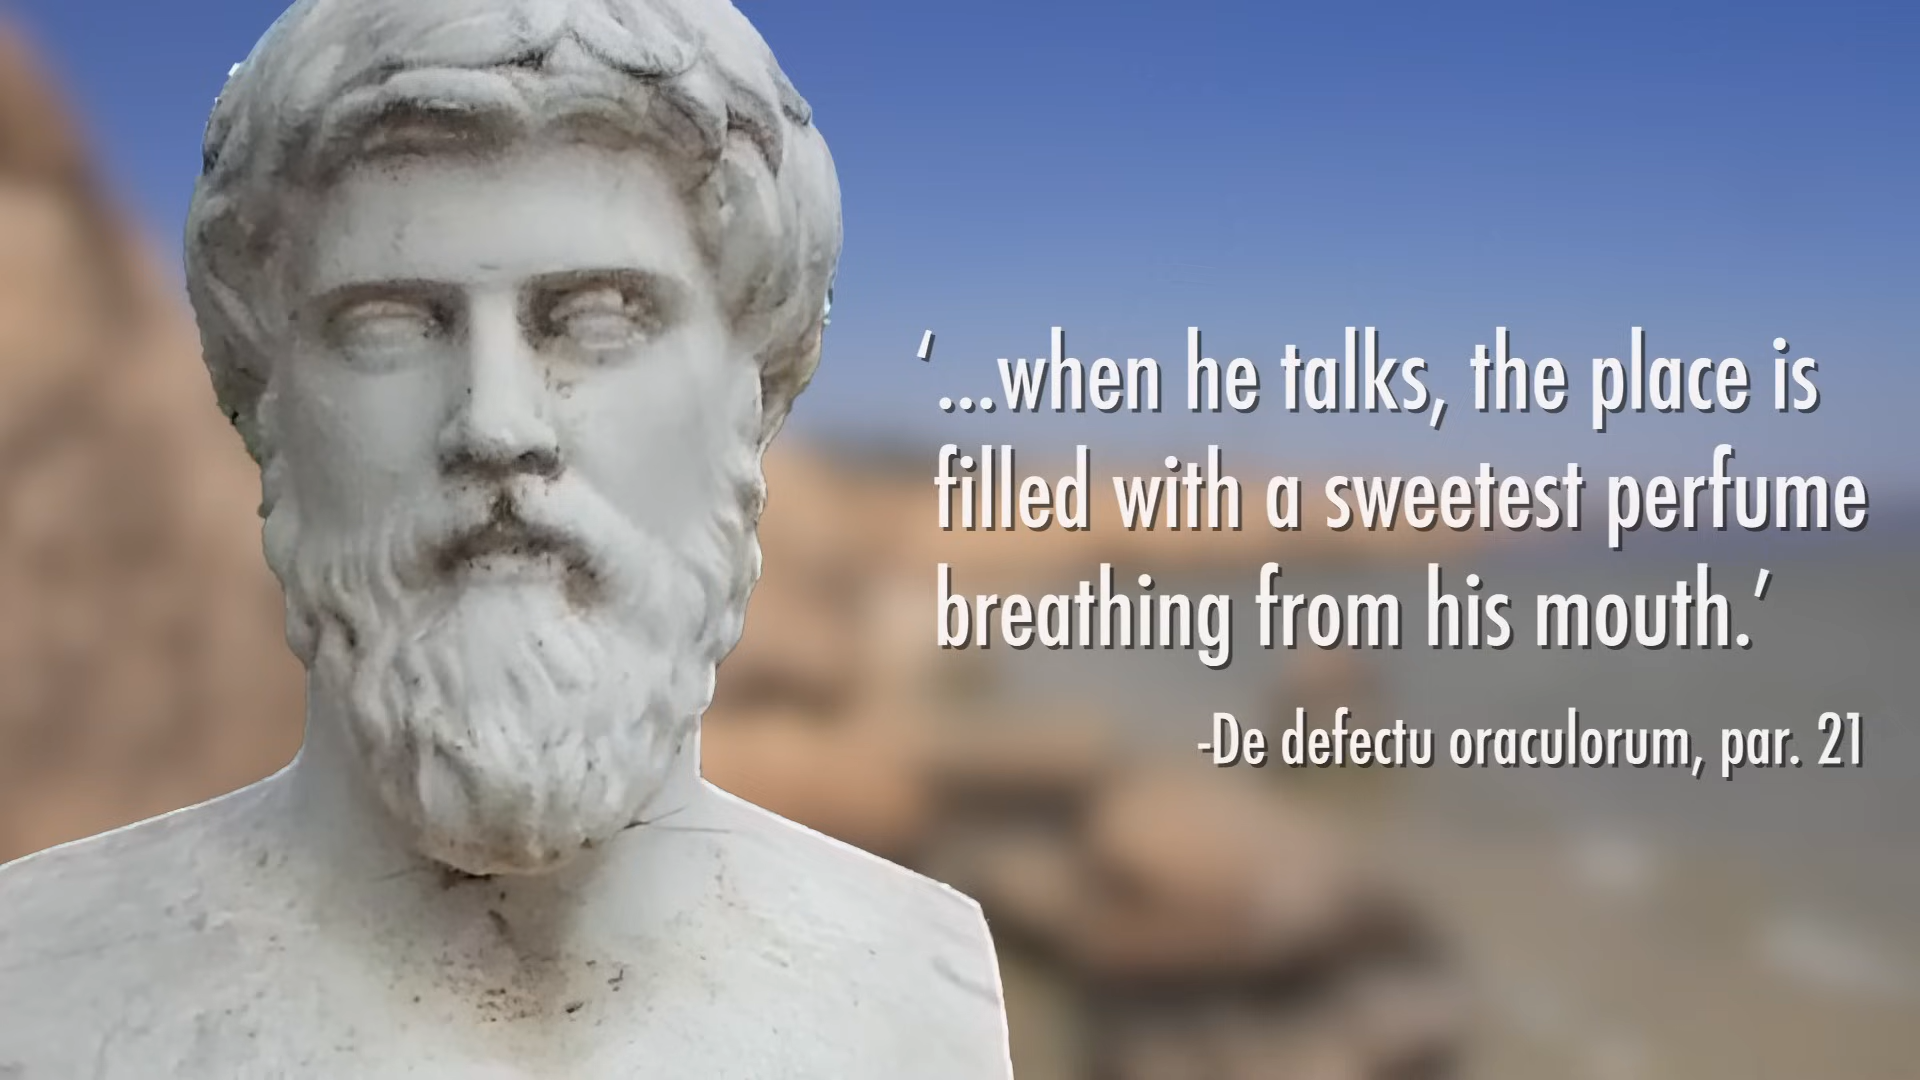 ‘...when he talks, the place is
filled with a sweetest perfume
breathing from his mouth.’
-De defectu oraculorum, par. 21